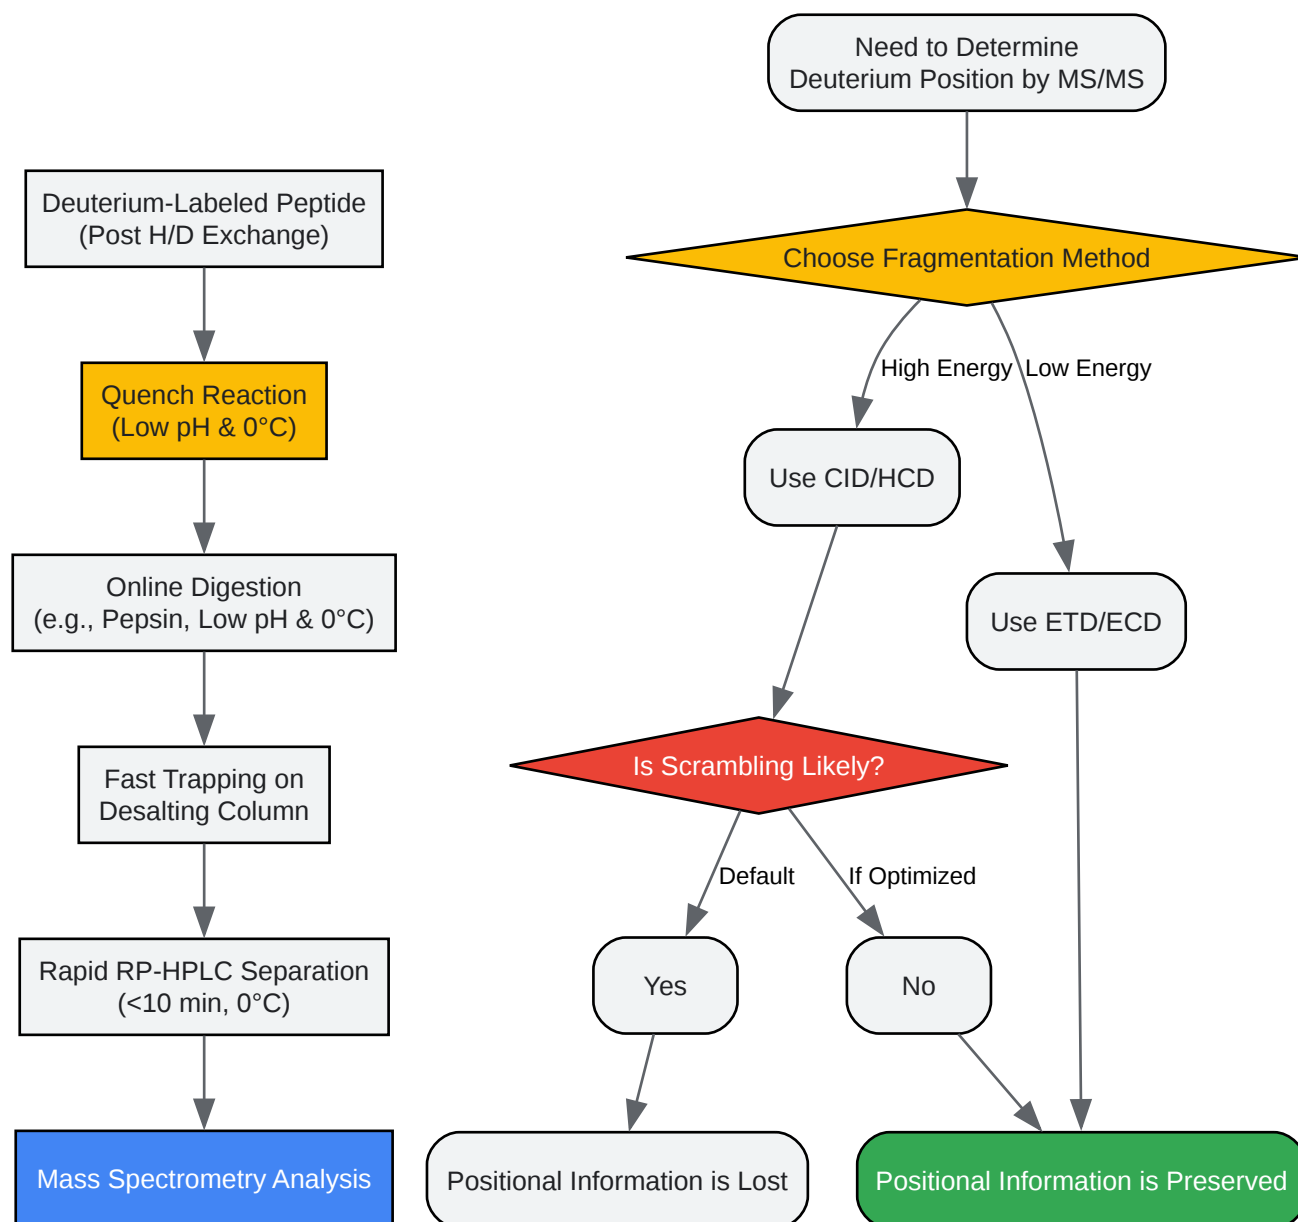 Deuterium-Labeled Peptide
(Post H/D Exchange)
Quench Reaction
(Low pH & 0°C)
Online Digestion
(e.g., Pepsin, Low pH & 0°C)
Fast Trapping on
Desalting Column
Rapid RP-HPLC Separation
(<10 min, 0°C)
Mass Spectrometry Analysis
Need to Determine
Deuterium Position by MS/MS
Choose Fragmentation Method
High Energy
Low Energy
Use CID/HCD
Use ETD/ECD
Is Scrambling Likely?
Default
If Optimized
Yes
No
Positional Information is Lost
Positional Information is Preserved